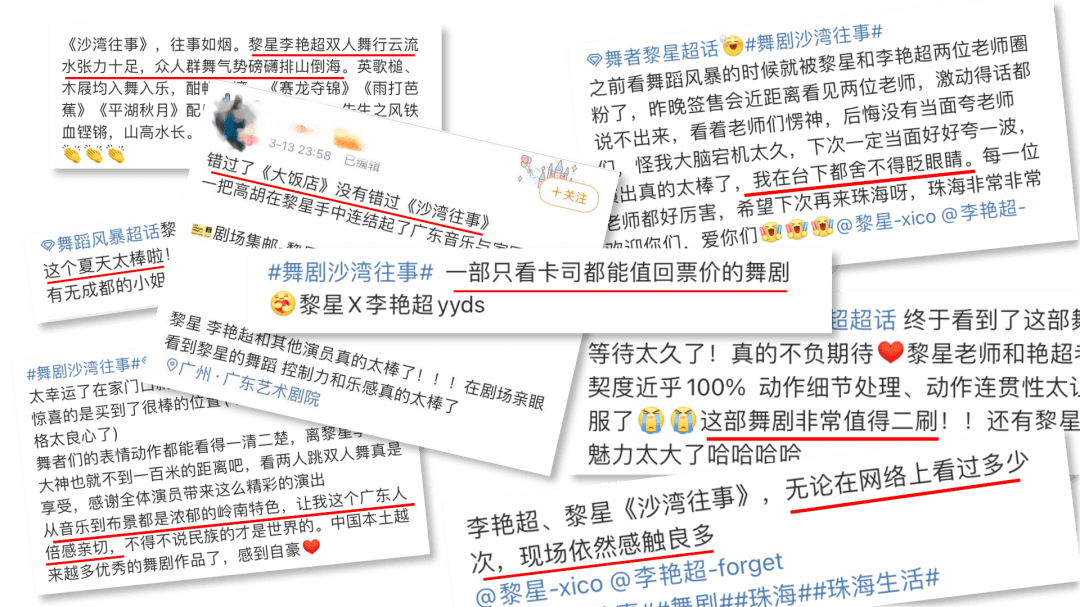 《沙湾往事》，往事如烟。黎星李艳超双人舞行云流
水张力十足，众人群舞气势磅礴排山倒海。英歌槌、
木屐均入舞入乐，酣
《赛龙夺锦》《雨打芭
蕉》《平湖秋月》配
先生之风铁
血铿锵，山高水长。
3-13 23:58 已编辑
+关注
错过了《大饭店》没有错过《沙湾往事》
一把高胡在黎星手中连结起了广东音乐与家国
剧场集邮
舞者黎星超话 #舞剧沙湾往事#
之前看舞蹈风暴的时候就被黎星和李艳超两位老师圈
粉了，昨晚签售会近距离看见两位老师，激动得话都
说不出来，看着老师们愣神，后悔没有当面夸老师
们，怪我大脑宕机太久，下次一定当面好好夸一波，
出真的太棒了，我在台下都舍不得眨眼睛。每一位
老师都好厉害，希望下次再来珠海呀，珠海非常非常
欢迎你们，爱你们 @黎星-xico @李艳超-
舞蹈风暴超话 黎
这个夏天太棒啦！
有无成都的小姐
#舞剧沙湾往事# 一部只看卡司都能值回票价的舞剧
黎星X李艳超yyds
黎星 李艳超和其他演员真的太棒了！！！在剧场亲眼
看到黎星的舞蹈 控制力和乐感真的太棒了
广州·广东艺术剧院
超超话 终于看到了这部舞
等待太久了！真的不负期待❤️黎星老师和艳超老
契度近乎100% 动作细节处理、动作连贯性太让
服了😭😭这部舞剧非常值得二刷！！还有黎星
魅力太大了哈哈哈哈
#舞剧沙湾往事#
太幸运了在家门口
惊喜的是买到了很棒的位置
格太良心了)
舞者们的表情动作都能看得一清二楚，离黎星李
大神也就不到一百米的距离吧，看两人跳双人舞真是
享受，感谢全体演员带来这么精彩的演出
从音乐到布景都是浓郁的岭南特色，让我这个广东人
倍感亲切，不得不说民族的才是世界的。中国本土越
来越多优秀的舞剧作品了，感到自豪❤️
李艳超、黎星《沙湾往事》，无论在网络上看过多少
次，现场依然感触良多
@黎星-xico @李艳超-forget
#舞剧##珠海##珠海生活#